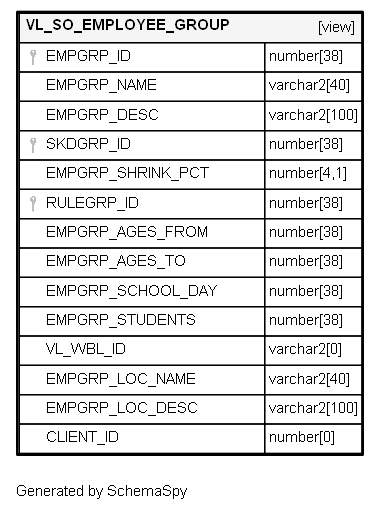 VL_SO_EMPLOYEE_GROUP [view]
EMPGRP_ID number[38]
EMPGRP_NAME varchar2[40]
EMPGRP_DESC varchar2[100]
SKDGRP_ID number[38]
EMPGRP_SHRINK_PCT number[4,1]
RULEGRP_ID number[38]
EMPGRP_AGES_FROM number[38]
EMPGRP_AGES_TO number[38]
EMPGRP_SCHOOL_DAY number[38]
EMPGRP_STUDENTS number[38]
VL_WBL_ID varchar2[0]
EMPGRP_LOC_NAME varchar2[40]
EMPGRP_LOC_DESC varchar2[100]
CLIENT_ID number[0]
Generated by SchemaSpy